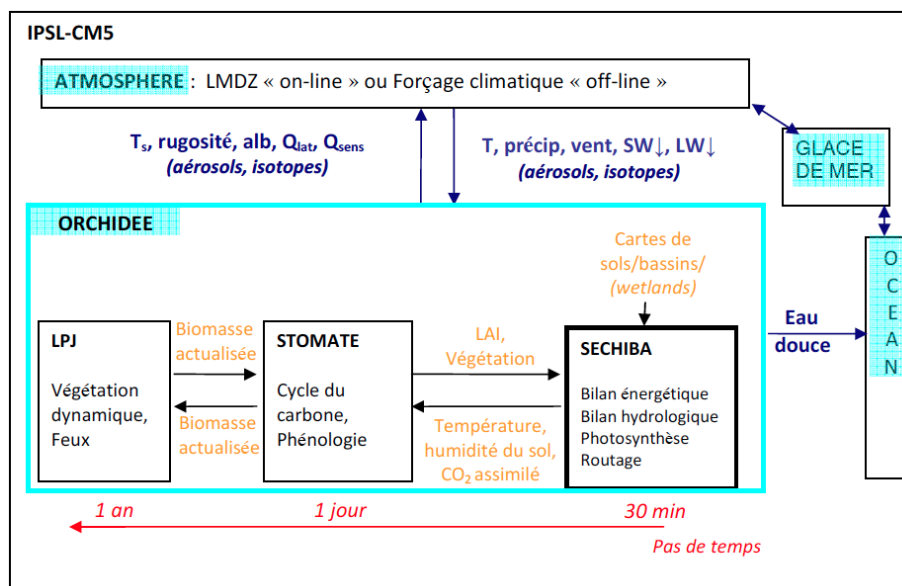 IPSL-CM5
ATMOSPHERE : LMDZ « on-line » ou Forçage climatique « off-line »
Ts, rugosité, alb, Qlat, Qsens
(aérosols, isotopes)
T, précip, vent, SW↓, LW↓
(aérosols, isotopes)
GLACE
DE MER
ORCHIDEE
Cartes de
sols/bassins/
(wetlands)
LPJ
Végétation
dynamique,
Feux
Biomasse
actualisée
Biomasse
actualisée
STOMATE
Cycle du
carbone,
Phénologie
LAI,
Végétation
Température,
humidité du sol,
CO2 assimilé
SECHIBA
Bilan énergétique
Bilan hydrologique
Photosynthèse
Routage
Eau
douce
O
C
E
A
N
1 an
1 jour
30 min
Pas de temps